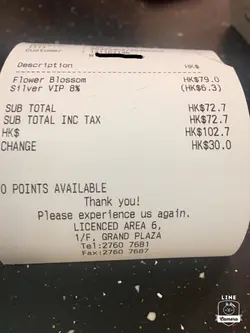 Customer
Description HK$
Flower Blossom HK$79.0
Silver VIP 8% (HK$6.3)
SUB TOTAL HK$72.7
SUB TOTAL INC TAX HK$72.7
HK$ HK$102.7
CHANGE HK$30.0
0 POINTS AVAILABLE
Thank you!
Please experience us again.
LICENCED AREA 6,
1/F, GRAND PLAZA
Tel:2760 7681
Fax:2760 7687
LINE
Camera